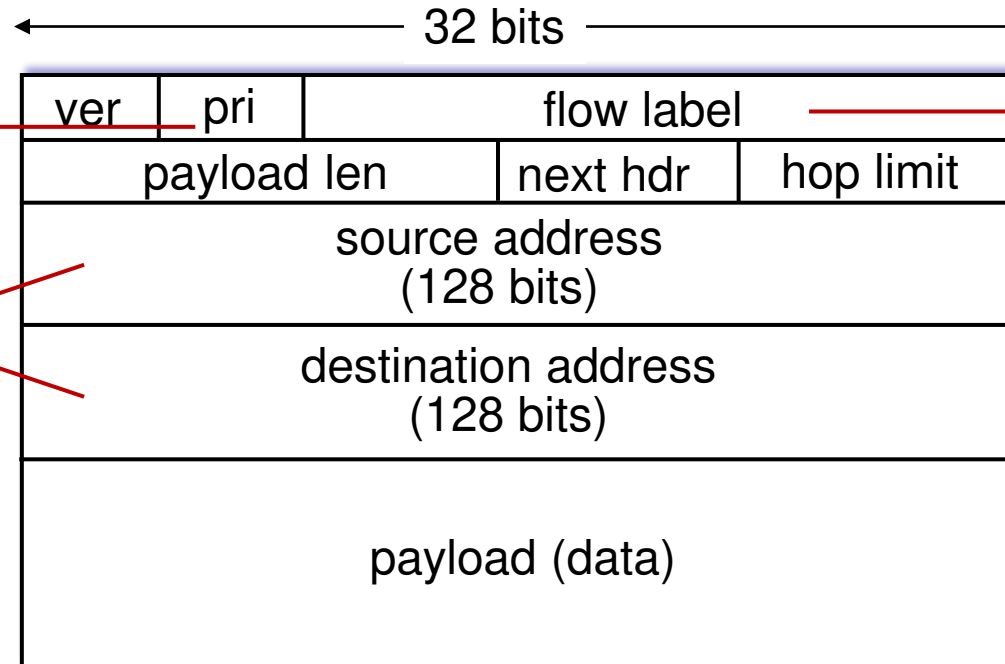 32 bits
ver pri flow label
payload len next hdr hop limit
source address
(128 bits)
destination address
(128 bits)
payload (data)